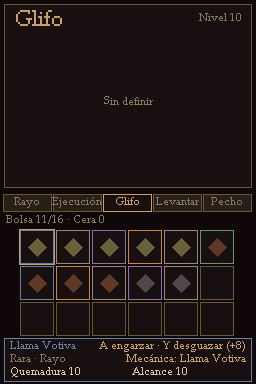 Glifo
Nivel 10
Sin definir
Rayo Ejecución Glifo Levantar Pecho
Bolsa 11/16 · Cera 0
Llama Votiva A engarzar · Y desguazar (+8)
Rara · Rayo Mecánica: Llama Votiva
Quemadura 10 Alcance 10